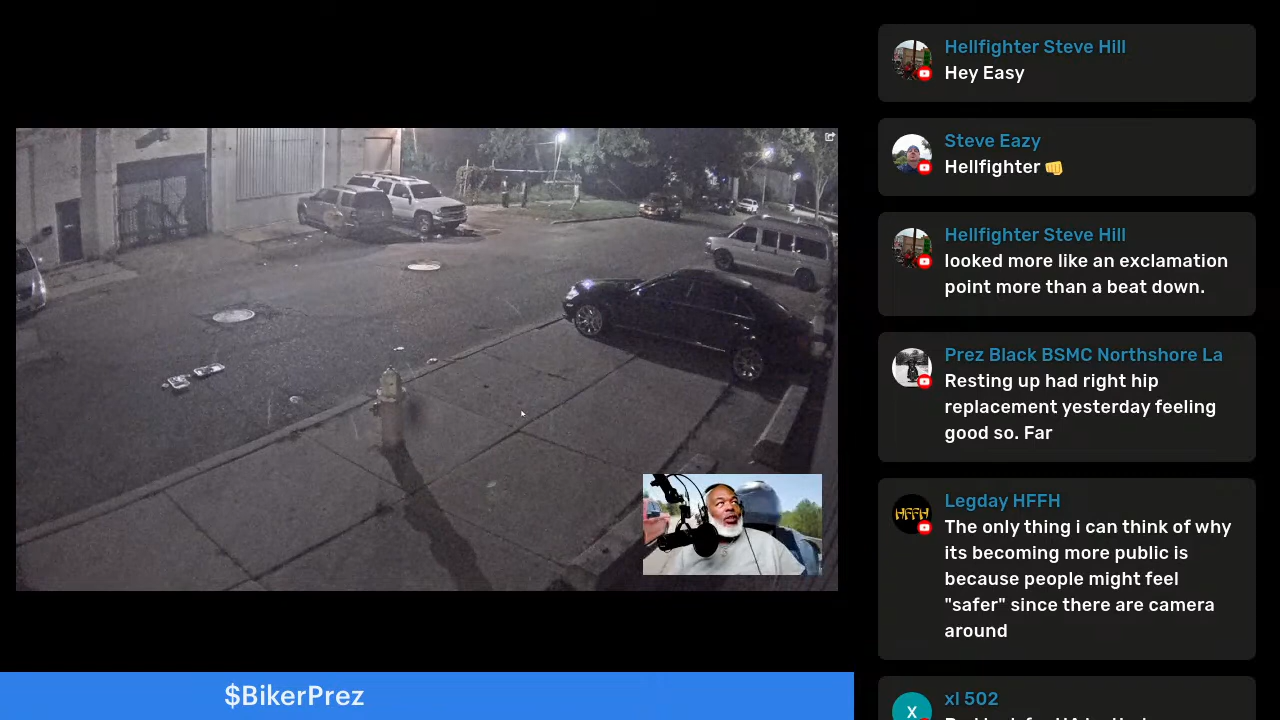 Hellfighter Steve Hill
Hey Easy
Steve Eazy
Hellfighter 👊
Hellfighter Steve Hill
looked more like an exclamation
point more than a beat down.
Prez Black BSMC Northshore La
Resting up had right hip
replacement yesterday feeling
good so. Far
Legday HFFH
HFFH
The only thing i can think of why
its becoming more public is
because people might feel
"safer" since there are camera
around
xl 502
X
$BikerPrez